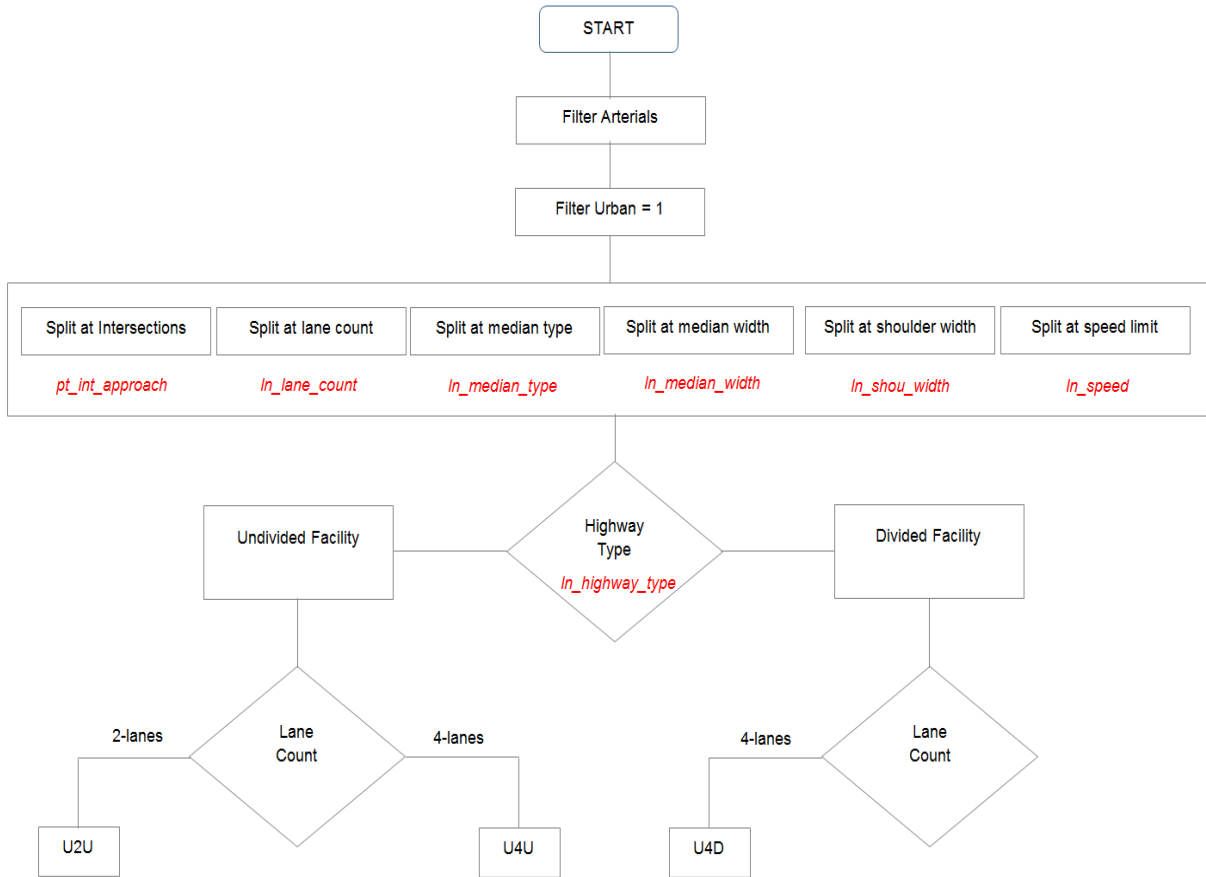 START
Filter Arterials
Filter Urban = 1
Split at Intersections
Split at lane count
Split at median type
Split at median width
Split at shoulder width
Split at speed limit
pt_int_approach
ln_lane_count
ln_median_type
ln_median_width
ln_shou_width
ln_speed
Undivided Facility
Highway
Type
ln_highway_type
Divided Facility
2-lanes
Lane
Count
4-lanes
4-lanes
Lane
Count
U2U
U4U
U4D